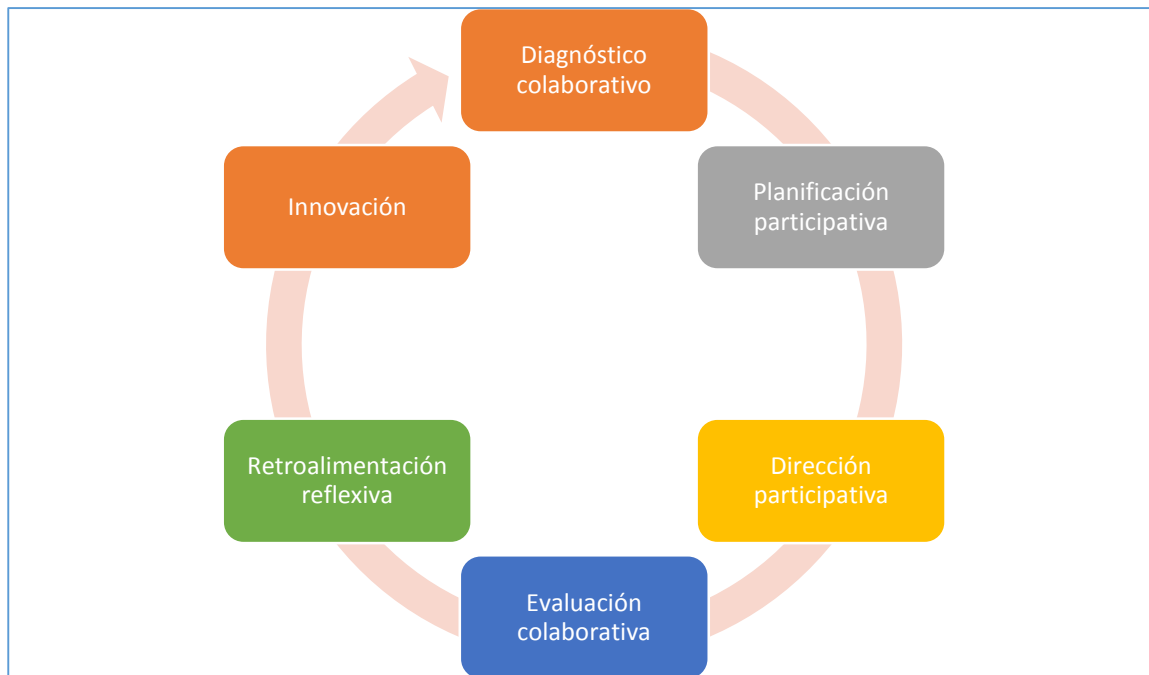 Diagnóstico
colaborativo
Planificación
participativa
Dirección
participativa
Evaluación
colaborativa
Retroalimentación
reflexiva
Innovación